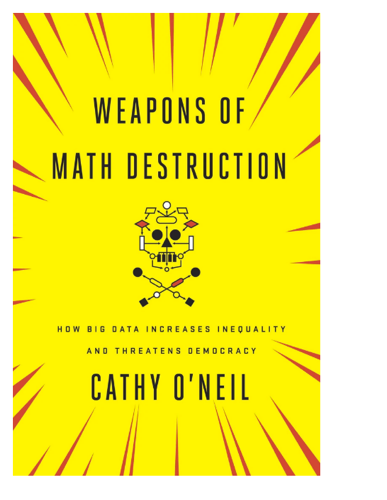 WEAPONS OF
MATH DESTRUCTION
HOW BIG DATA INCREASES INEQUALITY
AND THREATENS DEMOCRACY
CATHY O'NEIL